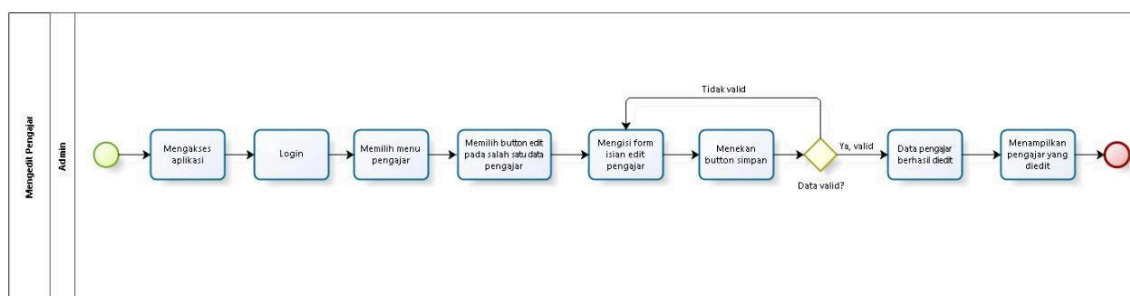 Mengedit Pengajar
Admin
Mengakses
aplikasi
Login
Memilih menu
pengajar
Memilih button edit
pada salah satu data
pengajar
Mengisi form
isian edit
pengajar
Menekan
button simpan
Tidak valid
Data valid?
Ya, valid
Data pengajar
berhasil diedit
Menampilkan
pengajar yang
diedit